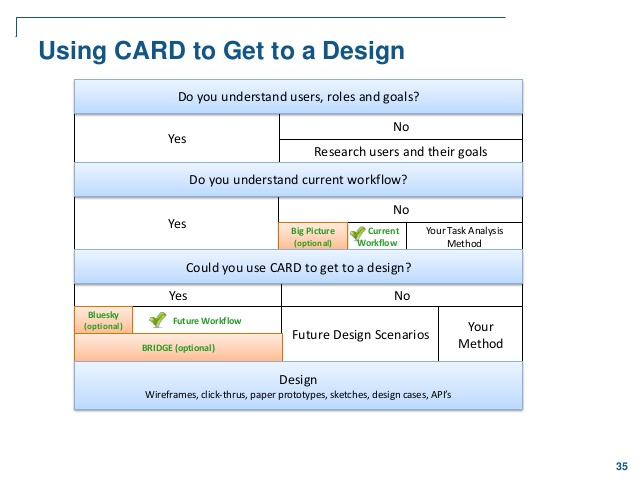 Using CARD to Get to a Design
Do you understand users, roles and goals?
Yes
No
Research users and their goals
Do you understand current workflow?
Yes
No
Big Picture
(optional)
Current
Workflow
Your Task Analysis
Method
Could you use CARD to get to a design?
Yes
No
Bluesky
(optional)
Future Workflow
BRIDGE (optional)
Future Design Scenarios
Your
Method
Design
Wireframes, click-thrus, paper prototypes, sketches, design cases, API's
35